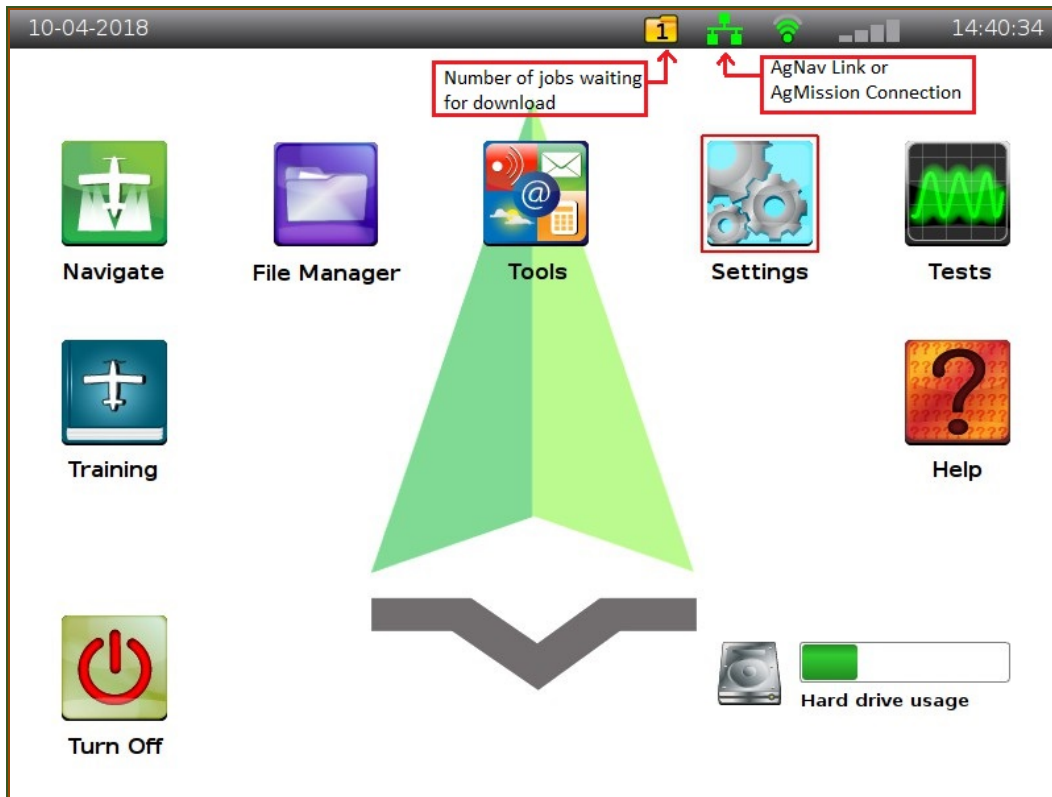 10-04-2018
1
14:40:34
Number of jobs waiting
for download
AgNav Link or
AgMission Connection
@
Navigate
File Manager
Tools
Settings
Tests
Training
?
Help
Hard drive usage
Turn Off